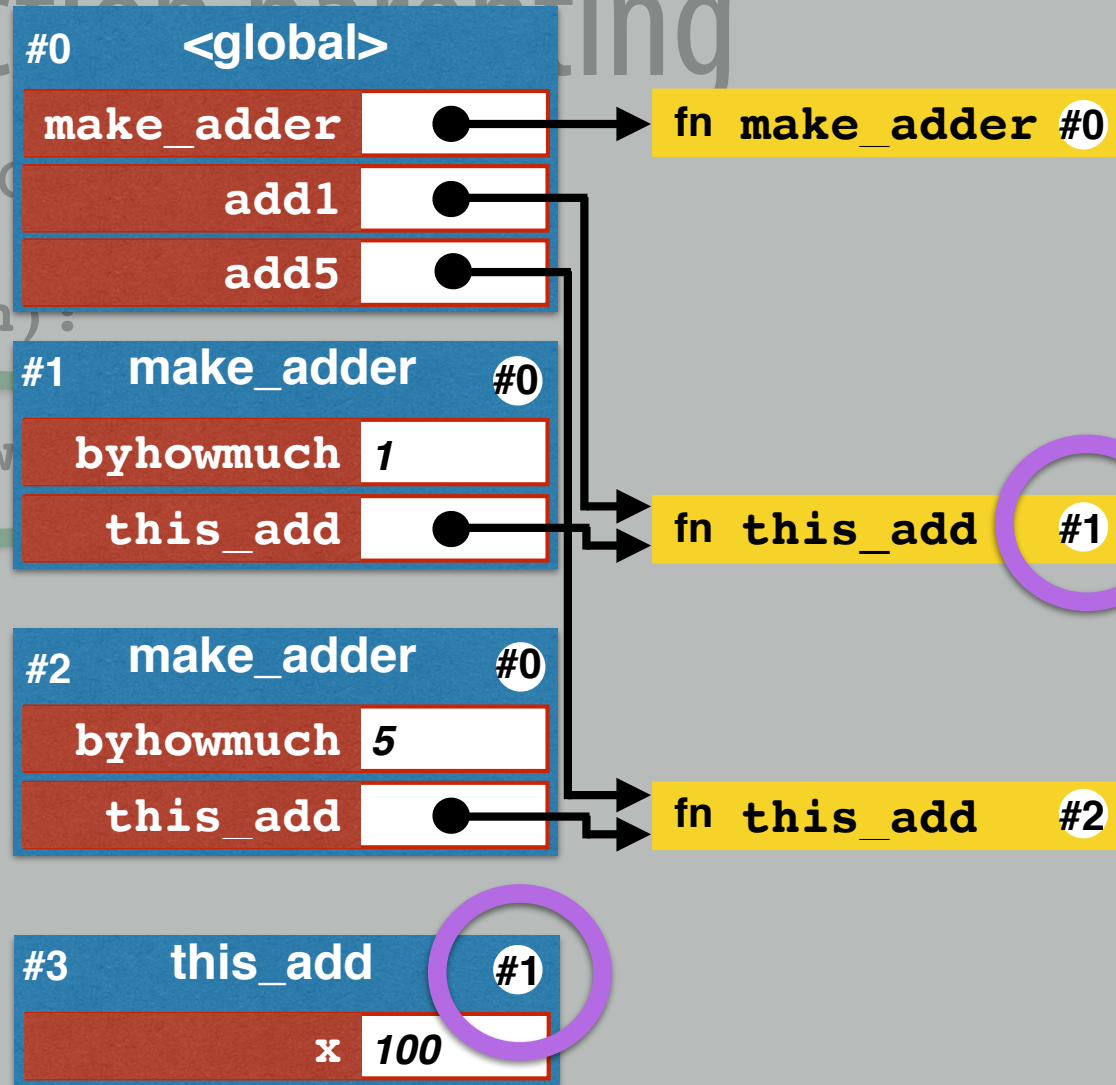 #0 <global>
make_adder
fn make_adder #0
add1
add5
#1 make_adder #0
byhowmuch 1
this_add
fn this_add #1
#2 make_adder #0
byhowmuch 5
this_add
fn this_add #2
#3 this_add #1
x 100